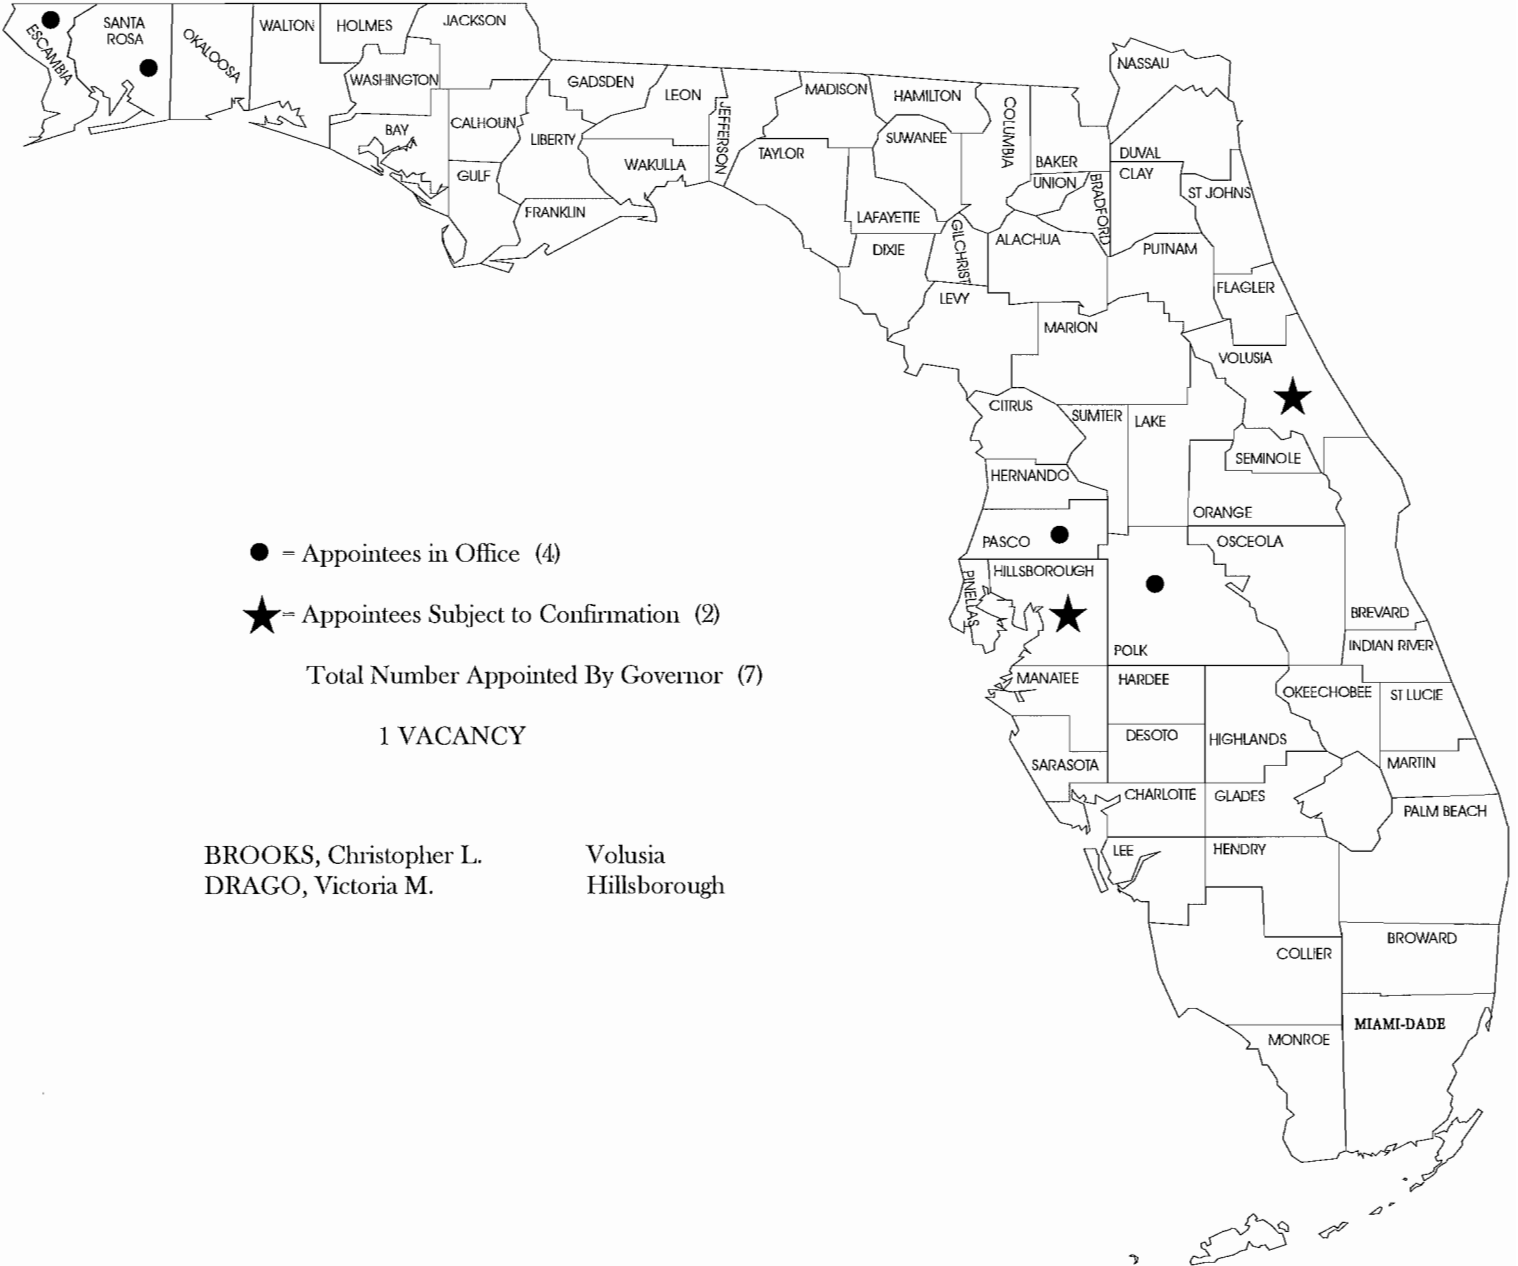 ESCAMBIA
SANTA
ROSA
OKALOOSA
WALTON
HOLMES
JACKSON
WASHINGTON
BAY
CALHOUN
GULF
LIBERTY
GADSDEN
FRANKLIN
LEON
WAKULLA
JEFFERSON
MADISON
TAYLOR
HAMILTON
SUWANEE
LAFAYETTE
DIXIE
COLUMBIA
GILCHRIST
LEVY
BAKER
UNION
BRADFORD
ALACHUA
NASSAU
DUVAL
CLAY
ST JOHNS
PUTNAM
FLAGLER
MARION
VOLUSIA
CITRUS
SUMTER
LAKE
SEMINOLE
HERNANDO
ORANGE
PASCO
OSCEOLA
HILLSBOROUGH
PINELLAS
POLK
BREVARD
INDIAN RIVER
MANATEE
HARDEE
OKEECHOBEE
ST LUCIE
DESOTO
HIGHLANDS
SARASOTA
MARTIN
CHARLOTTE
GLADES
PALM BEACH
LEE
HENDRY
BROWARD
COLLIER
MIAMI-DADE
MONROE
= Appointees in Office (4)
= Appointees Subject to Confirmation (2)
Total Number Appointed By Governor (7)
1 VACANCY
BROOKS, Christopher L. Volusia
DRAGO, Victoria M. Hillsborough